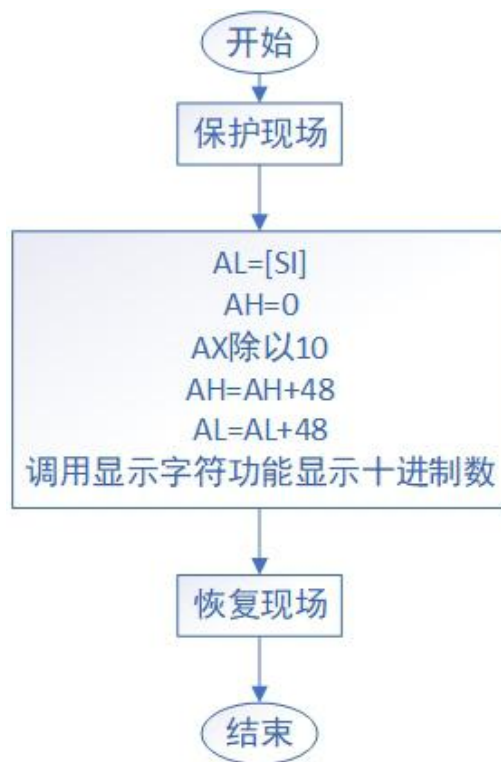 开始
保护现场
AL=[SI]
AH=0
AX除以10
AH=AH+48
AL=AL+48
调用显示字符功能显示十进制数
恢复现场
结束